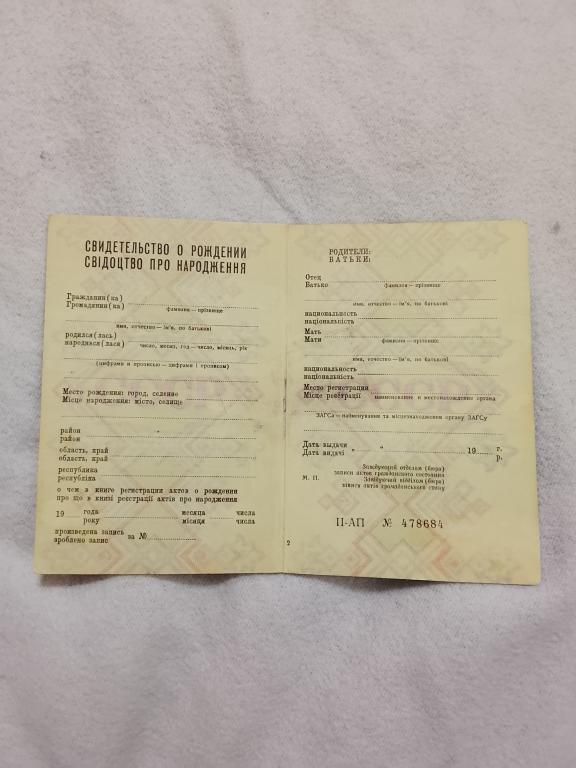 СВИДЕТЕЛЬСТВО О РОЖДЕНИИ
СВІДОЦТВО ПРО НАРОДЖЕННЯ
Гражданин(ка)
Громадянин(ка)
фамилия — прізвище
имя, отчество — ім'я, по батькові
родился(лась)
народився(лася)
число, месяц, год — число, місяць, рік
(цифрами и прописью — цифрами і прописом)
Место рождения: город, селение
Місце народження: місто, селище
район
район
область, край
область, край
республика
республіка
о чем в книге регистрации актов о рождении
про що в книзі реєстрації актів про народження
19 года месяца числа
року місяця числа
произведена запись
зроблено запис за №
РОДИТЕЛИ:
БАТЬКИ:
Отец
Батько
фамилия — прізвище
имя, отчество — ім'я, по батькові
национальность
національність
Мать
Мати
фамилия — прізвище
имя, отчество — ім'я, по батькові
национальность
національність
Место регистрации
Місце реєстрації
наименование и местонахождение органа
ЗАГСа — найменування та місцезнаходження органу ЗАГСу
Дата выдачи " " 19 г.
Дата видачі р.
Заведующий отделом (бюро)
записи актов гражданского состояния
М. П.
Завідуючий відділом (бюро)
запису актів громадянського стану
II-АП № 478684
2